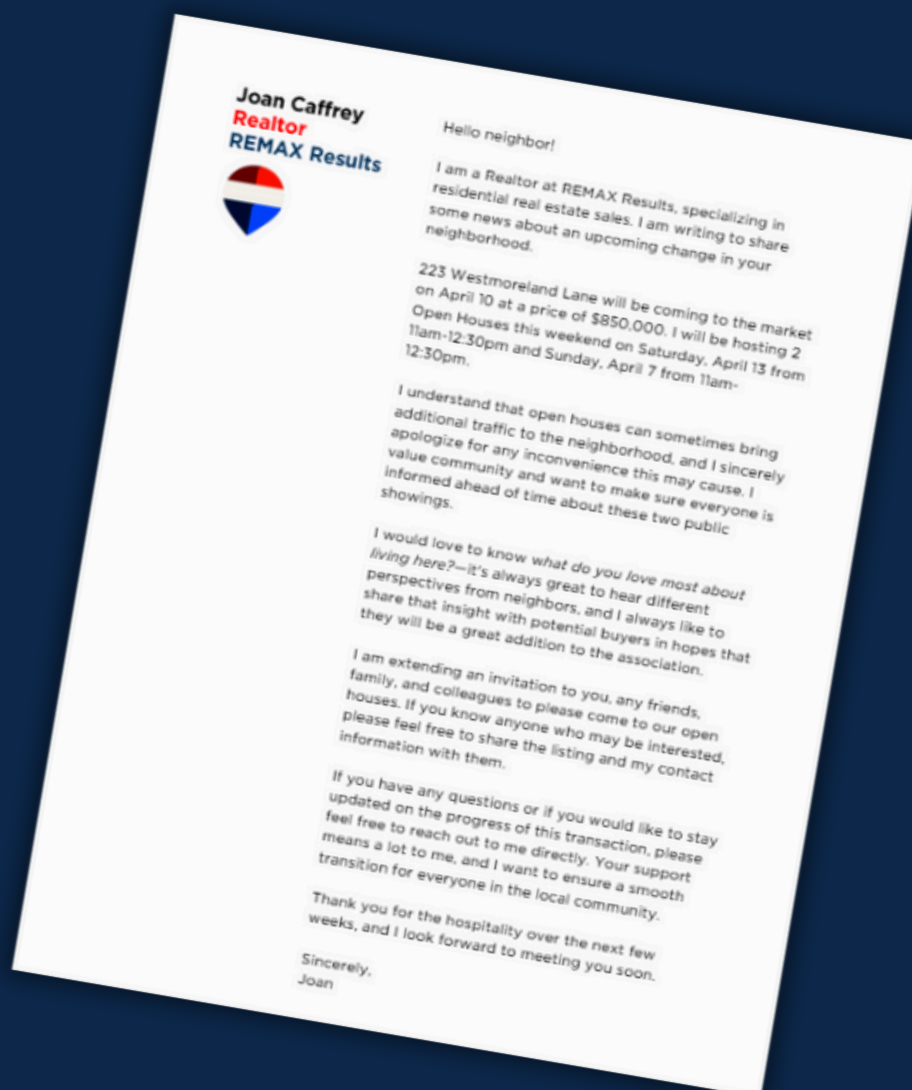 Joan Caffrey
Realtor
REMAX Results
Hello neighbor!
I am a Realtor at REMAX Results, specializing in
residential real estate sales. I am writing to share
some news about an upcoming change in your
neighborhood.
223 Westmoreland Lane will be coming to the market
on April 10 at a price of $850,000. I will be hosting 2
Open Houses this weekend on Saturday, April 13 from
11am-12:30pm and Sunday, April 7 from 11am-
12:30pm.
I understand that open houses can sometimes bring
additional traffic to the neighborhood, and I sincerely
apologize for any inconvenience this may cause. I
value community and want to make sure everyone is
informed ahead of time about these two public
showings.
I would love to know what do you love most about
living here?—it's always great to hear different
perspectives from neighbors, and I always like to
share that insight with potential buyers in hopes that
they will be a great addition to the association.
I am extending an invitation to you, any friends,
family, and colleagues to please come to our open
houses. If you know anyone who may be interested,
please feel free to share the listing and my contact
information with them.
If you have any questions or if you would like to stay
updated on the progress of this transaction, please
feel free to reach out to me directly. Your support
means a lot to me, and I want to ensure a smooth
transition for everyone in the local community.
Thank you for the hospitality over the next few
weeks, and I look forward to meeting you soon.
Sincerely,
Joan